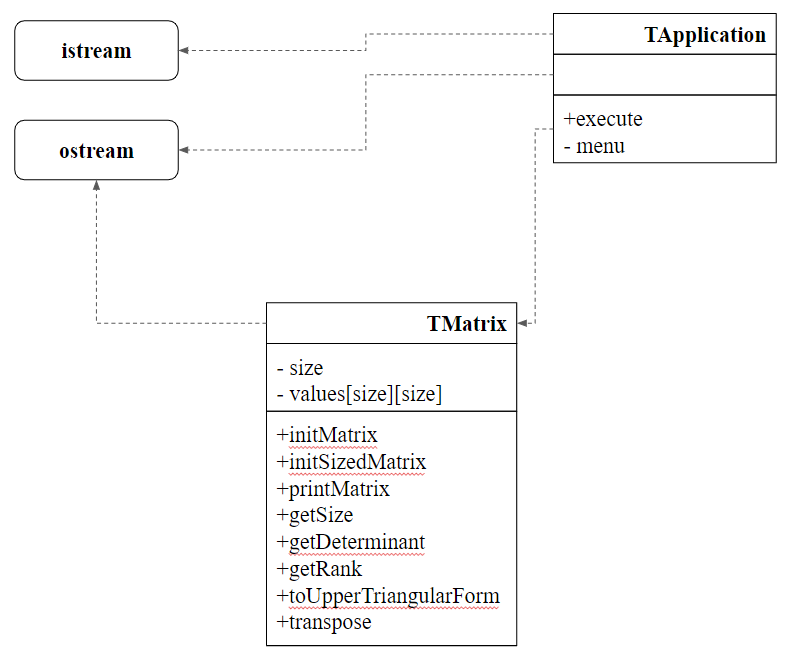 istream
TApplication
ostream
+execute
- menu
TMatrix
- size
- values[size][size]
+initMatrix
+initSizedMatrix
+printMatrix
+getSize
+getDeterminant
+getRank
+toUpperTriangularForm
+transpose